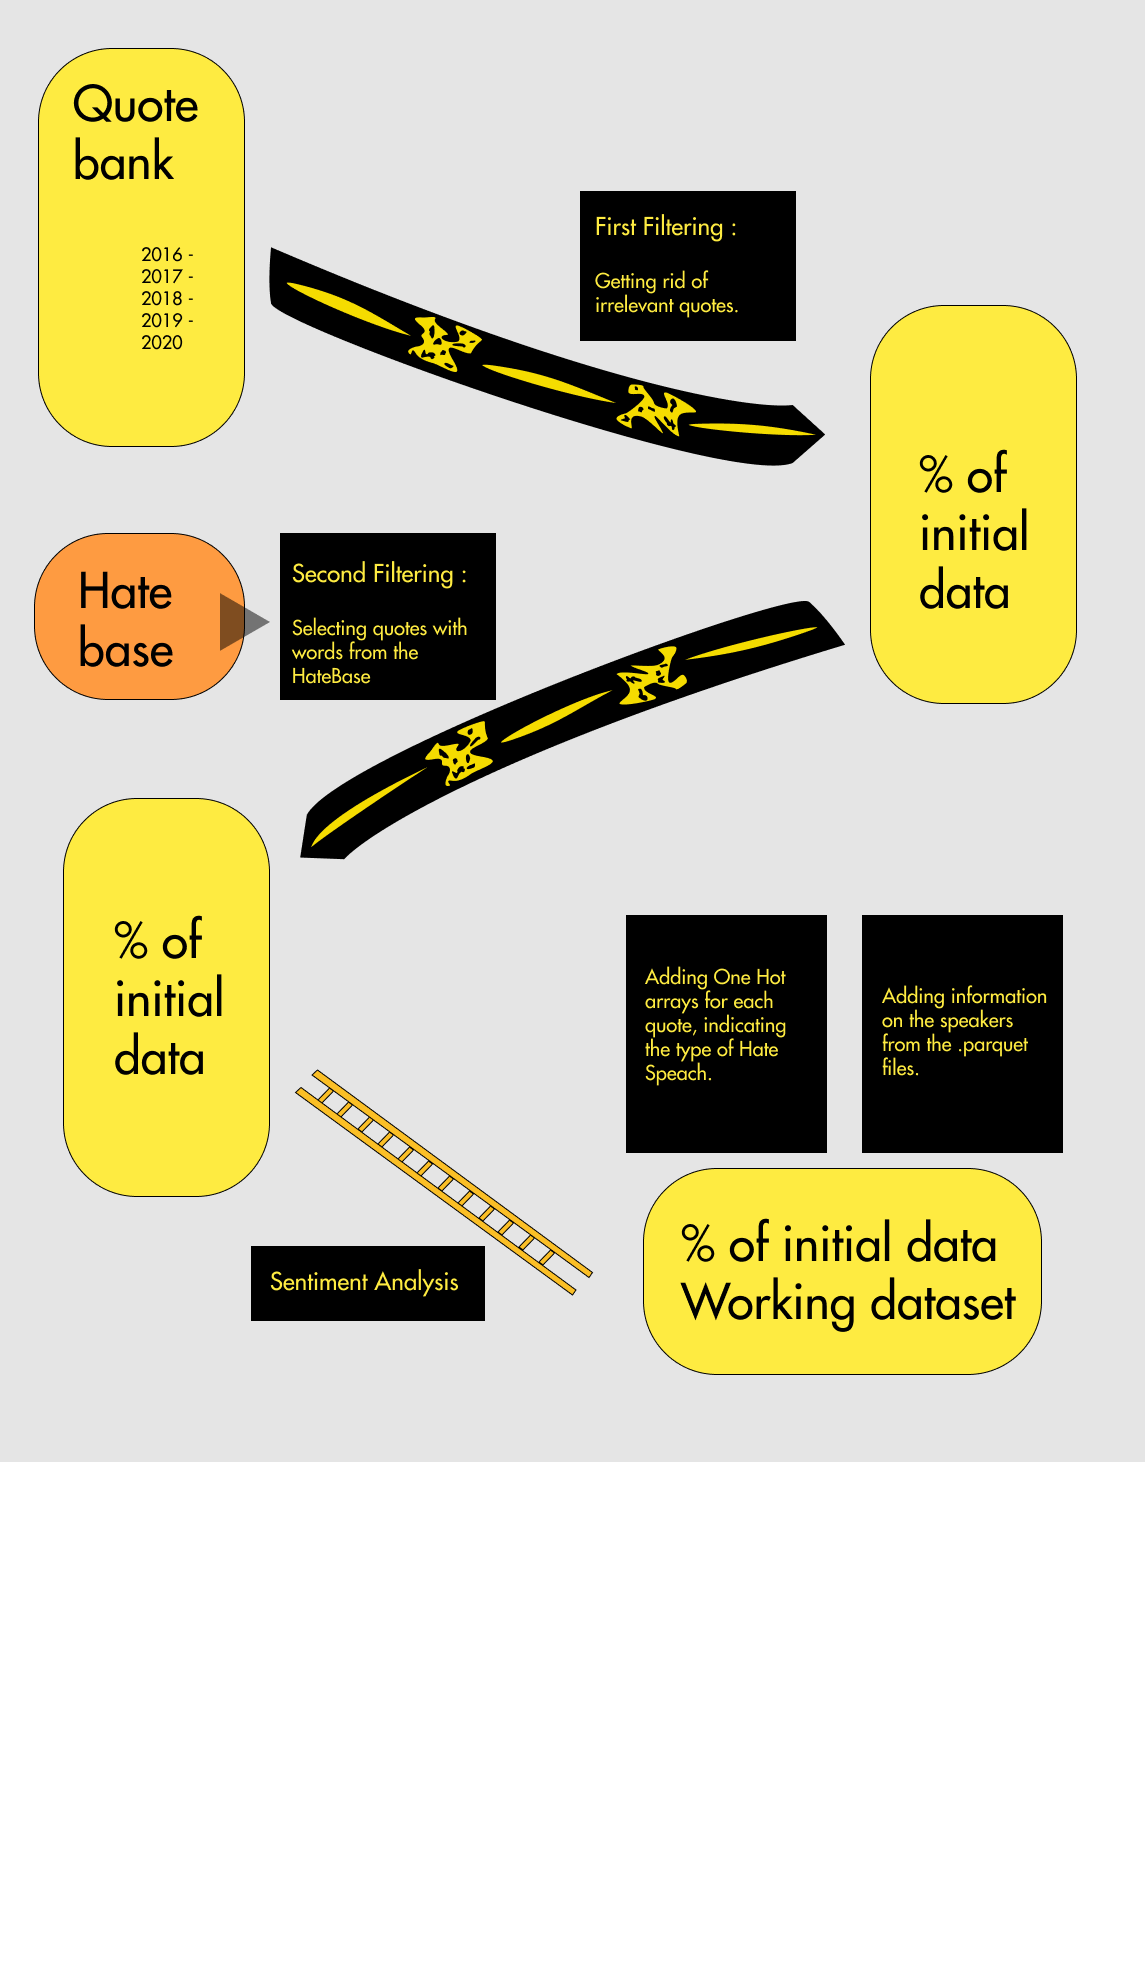 Quote
bank
2016 -
2017 -
2018 -
2019 -
2020
First Filtering :
Getting rid of
irrelevant quotes.
% of
initial
data
Hate
base
Second Filtering :
Selecting quotes with
words from the
HateBase
% of
initial
data
Adding One Hot
arrays for each
quote, indicating
the type of Hate
Speach.
Adding information
on the speakers
from the .parquet
files.
Sentiment Analysis
% of initial data
Working dataset